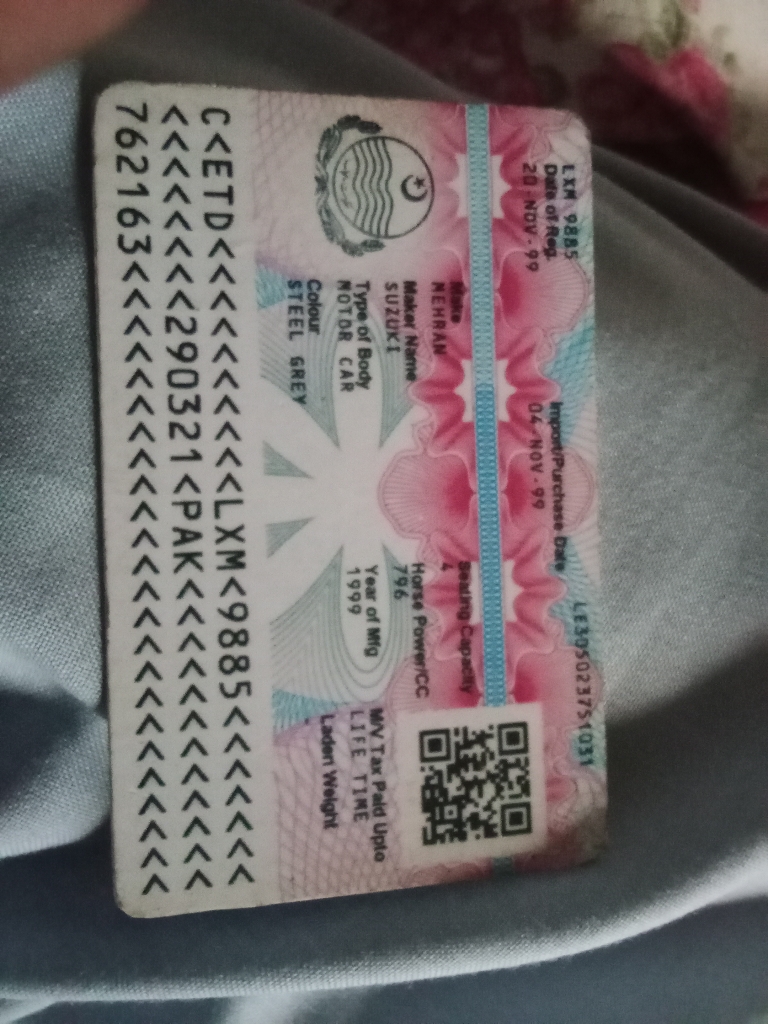 LXM 9885
Date of Reg.
20-NOV-99
Import/Purchase Date
04-NOV-99
Make
MEHRAN
Seating Capacity
4
Maker Name
SUZUKI
Horse Power/CC
796
Type of Body
MOTOR CAR
Year of Mfg
1999
M/V Tax Paid Upto
LIFE TIME
Colour
STEEL GREY
Laden Weight
C<ETD<<<<<<<<<<LXM<9885<<<<<<<
<<<<<<<<290321<PAK<<<<<<<<<<<<
762163<<<<<<<<<<<<<<<<<<<<<<<<